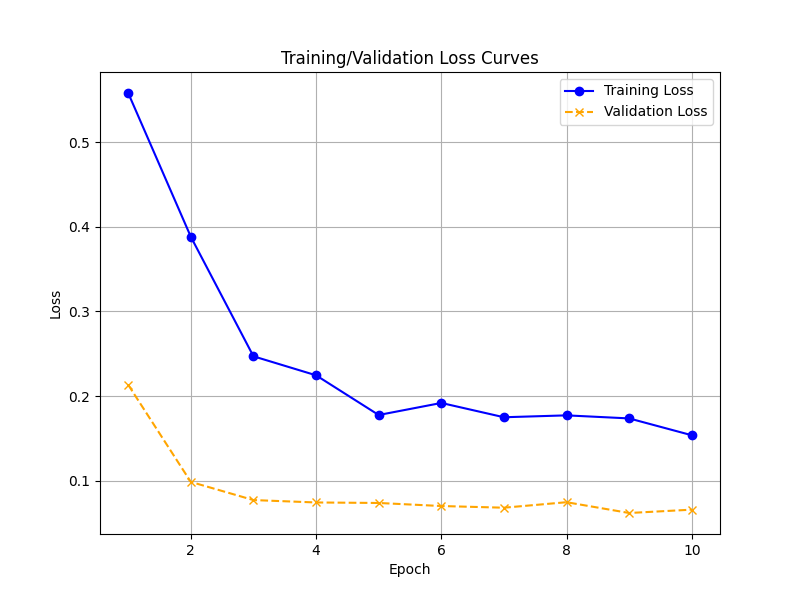 Training/Validation Loss Curves
Training Loss
Validation Loss
0.5
0.4
0.3
0.2
0.1
Loss
2 4 6 8 10
Epoch